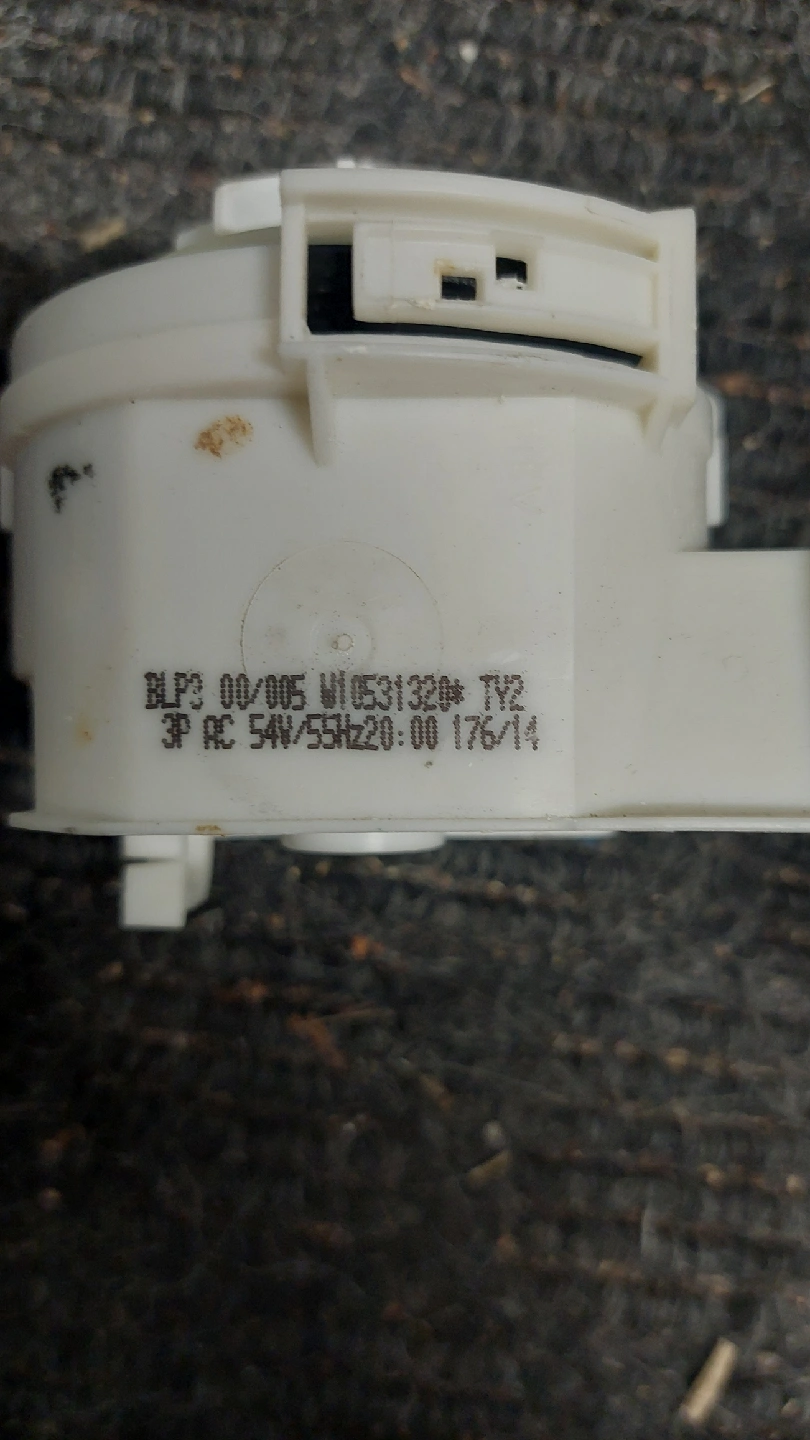 BLP3 00/005 W10531320* TY2
3P AC 54V/55Hz20:00 176/14